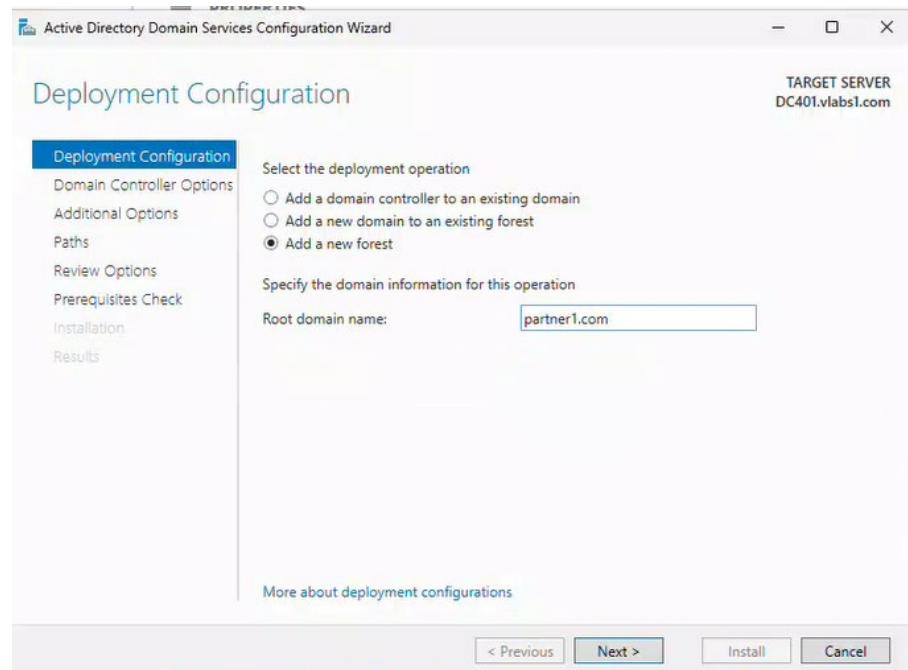 PROPERTIES
Active Directory Domain Services Configuration Wizard
Deployment Configuration
TARGET SERVER
DC401.vlabs1.com
Deployment Configuration
Domain Controller Options
Additional Options
Paths
Review Options
Prerequisites Check
Installation
Results
Select the deployment operation
Add a domain controller to an existing domain
Add a new domain to an existing forest
Add a new forest
Specify the domain information for this operation
Root domain name: partner1.com
More about deployment configurations
< Previous Next > Install Cancel